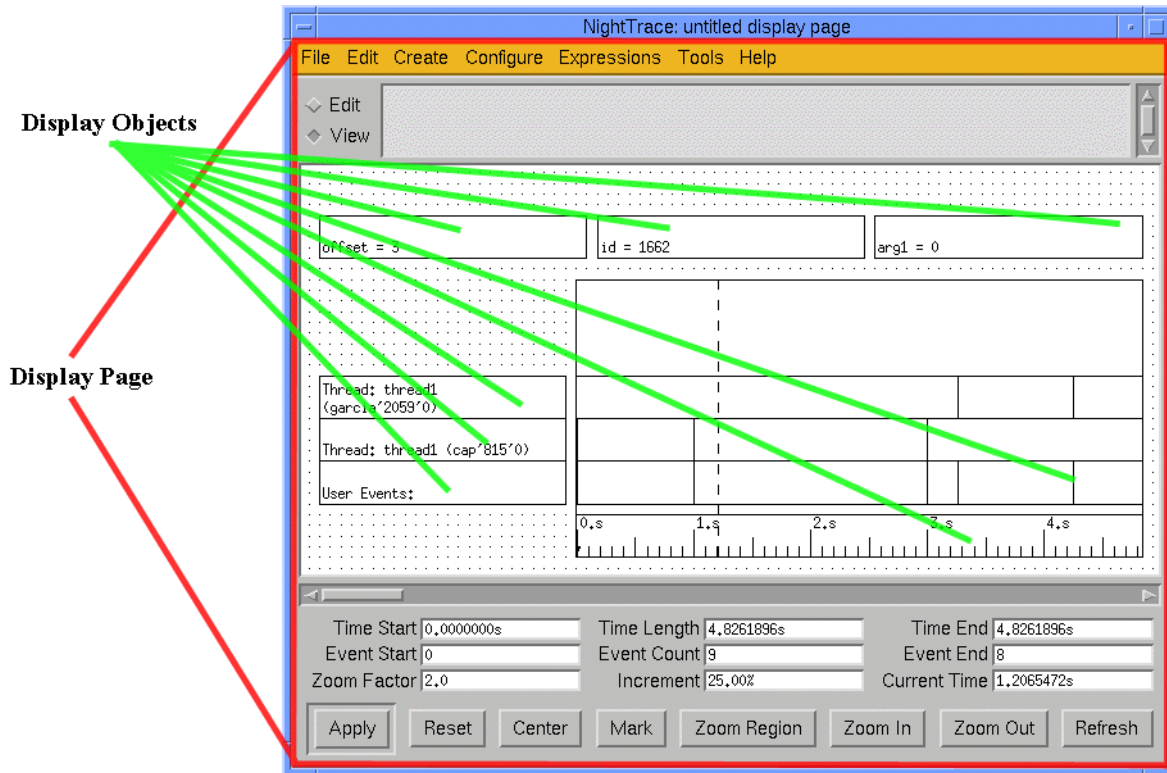 NightTrace: untitled display page
File Edit Create Configure Expressions Tools Help
Edit
View
Display Objects
offset = 3
id = 1662
arg1 = 0
Display Page
Thread: thread1
(garcia'2059'0)
Thread: thread1 (cap'815'0)
User Events:
0.s 1.s 2.s 3.s 4.s
Time Start 0.0000000s Time Length 4.8261896s Time End 4.8261896s
Event Start 0 Event Count 9 Event End 8
Zoom Factor 2.0 Increment 25.00% Current Time 1.2065472s
Apply Reset Center Mark Zoom Region Zoom In Zoom Out Refresh